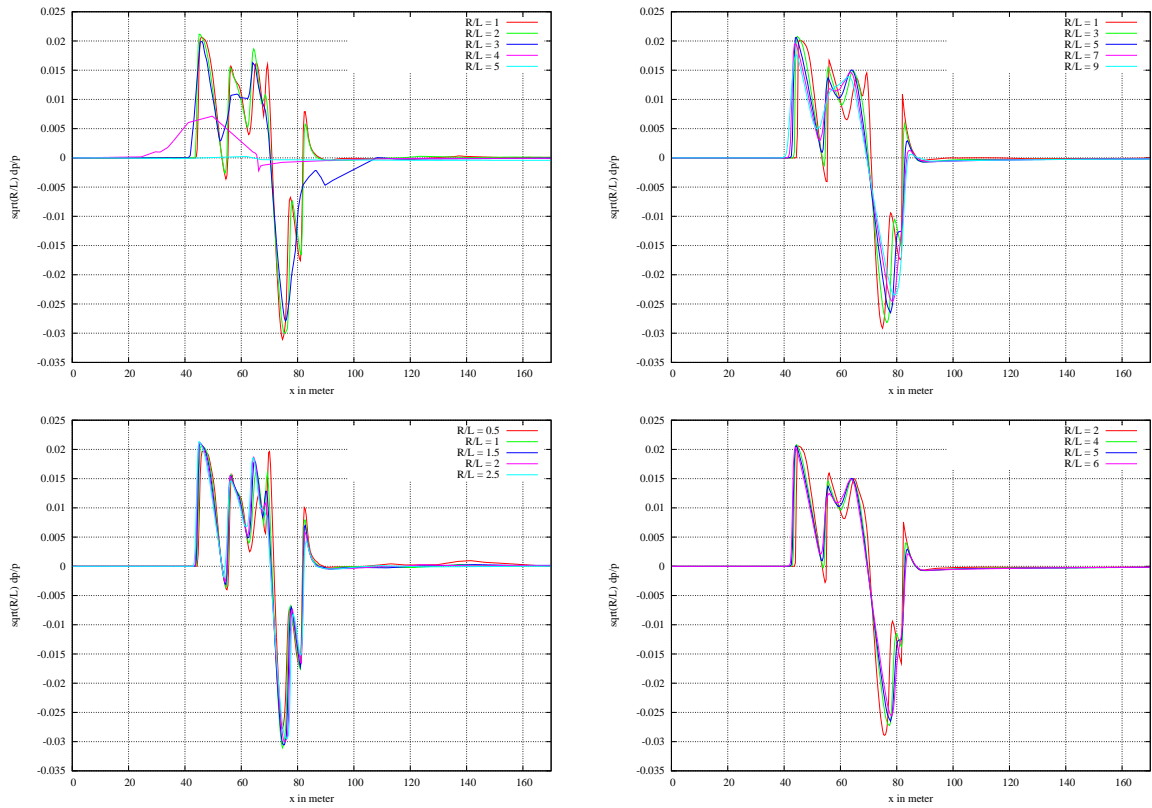 0.025
0.02
0.015
0.01
0.005
0
-0.005
-0.01
-0.015
-0.02
-0.025
-0.03
-0.035
sqrt(R/L) dp/p
0 20 40 60 80 100 120 140 160
x in meter
R/L = 1
R/L = 2
R/L = 3
R/L = 4
R/L = 5
0.025
0.02
0.015
0.01
0.005
0
-0.005
-0.01
-0.015
-0.02
-0.025
-0.03
-0.035
sqrt(R/L) dp/p
0 20 40 60 80 100 120 140 160
x in meter
R/L = 1
R/L = 3
R/L = 5
R/L = 7
R/L = 9
0.025
0.02
0.015
0.01
0.005
0
-0.005
-0.01
-0.015
-0.02
-0.025
-0.03
-0.035
sqrt(R/L) dp/p
0 20 40 60 80 100 120 140 160
x in meter
R/L = 0.5
R/L = 1
R/L = 1.5
R/L = 2
R/L = 2.5
0.025
0.02
0.015
0.01
0.005
0
-0.005
-0.01
-0.015
-0.02
-0.025
-0.03
-0.035
sqrt(R/L) dp/p
0 20 40 60 80 100 120 140 160
x in meter
R/L = 2
R/L = 4
R/L = 5
R/L = 6